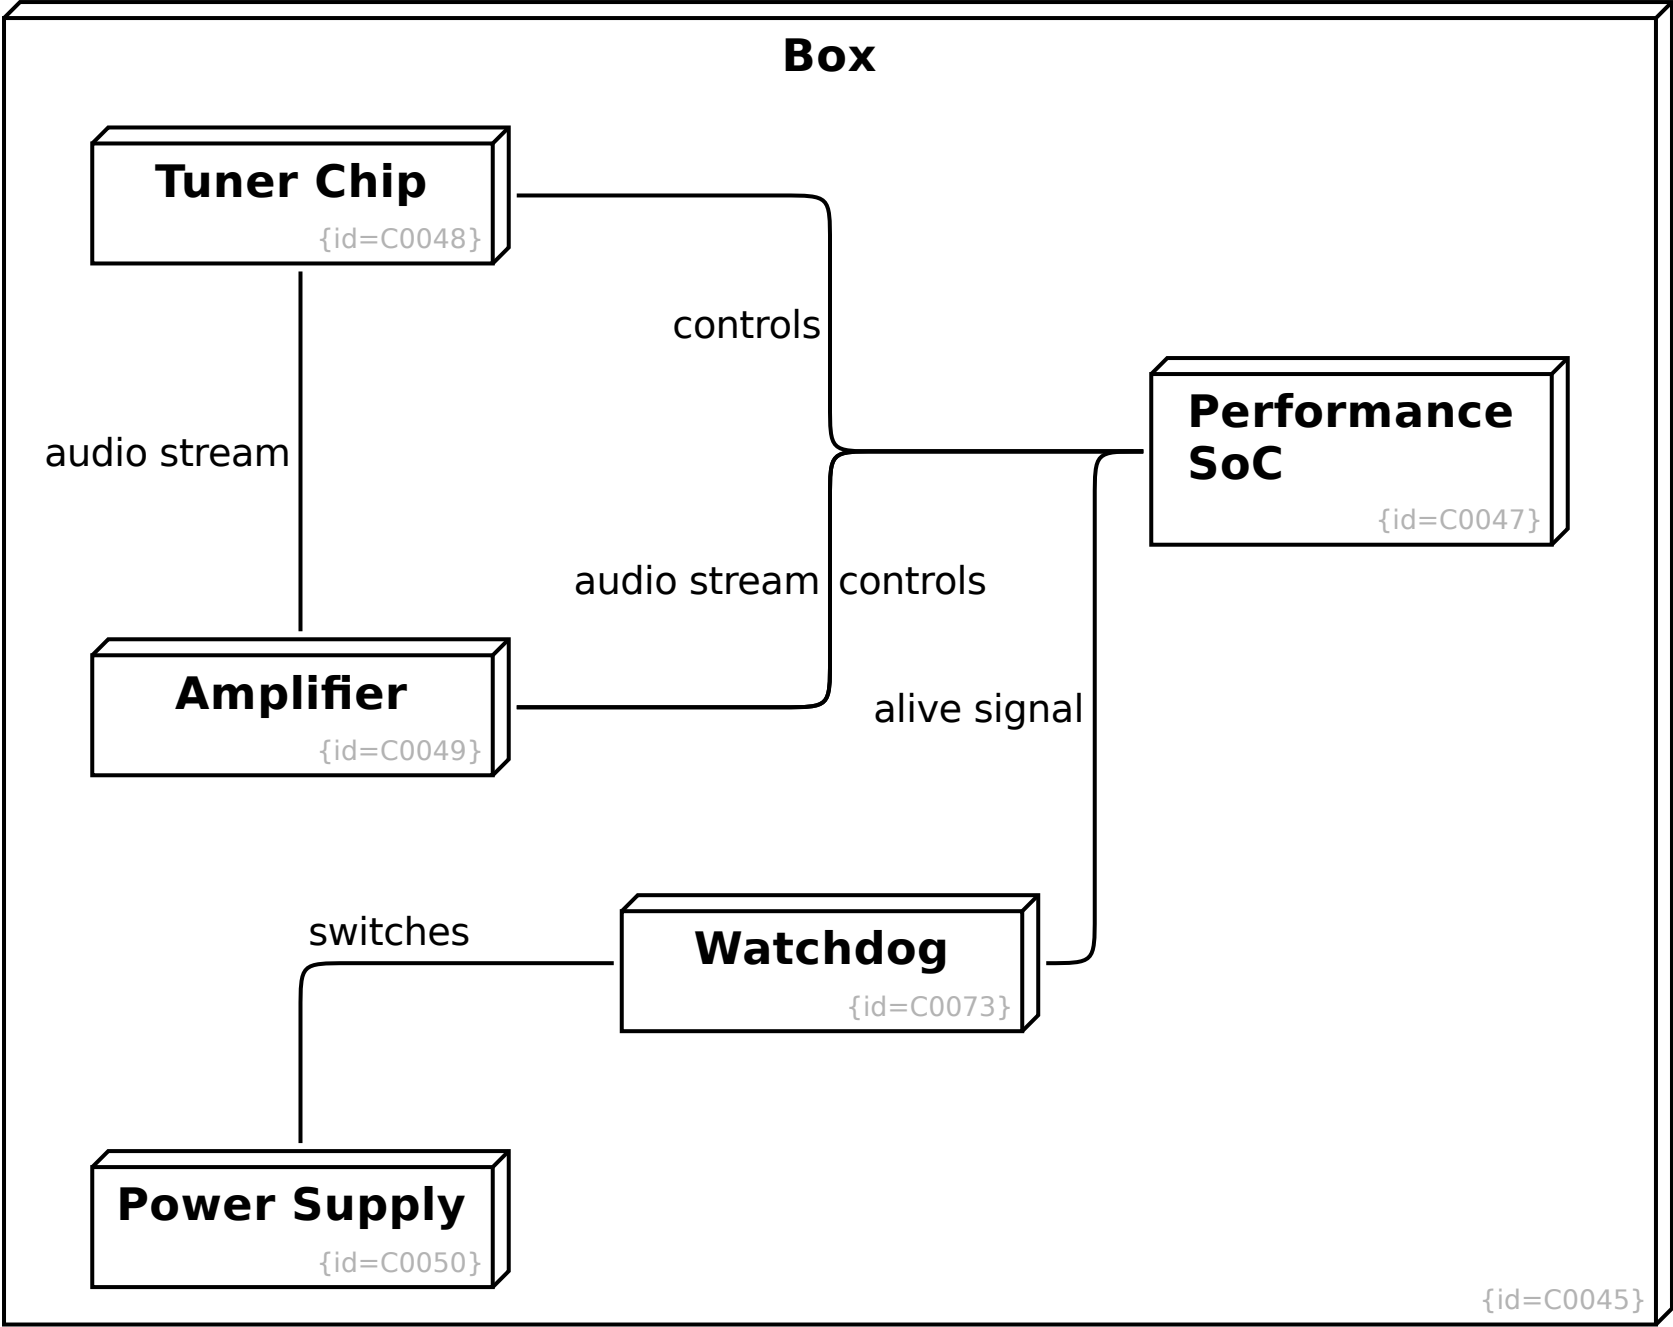 Box
Tuner Chip
{id=C0048}
controls
Performance
SoC
{id=C0047}
audio stream
audio stream
controls
Amplifier
{id=C0049}
alive signal
switches
Watchdog
{id=C0073}
Power Supply
{id=C0050}
{id=C0045}